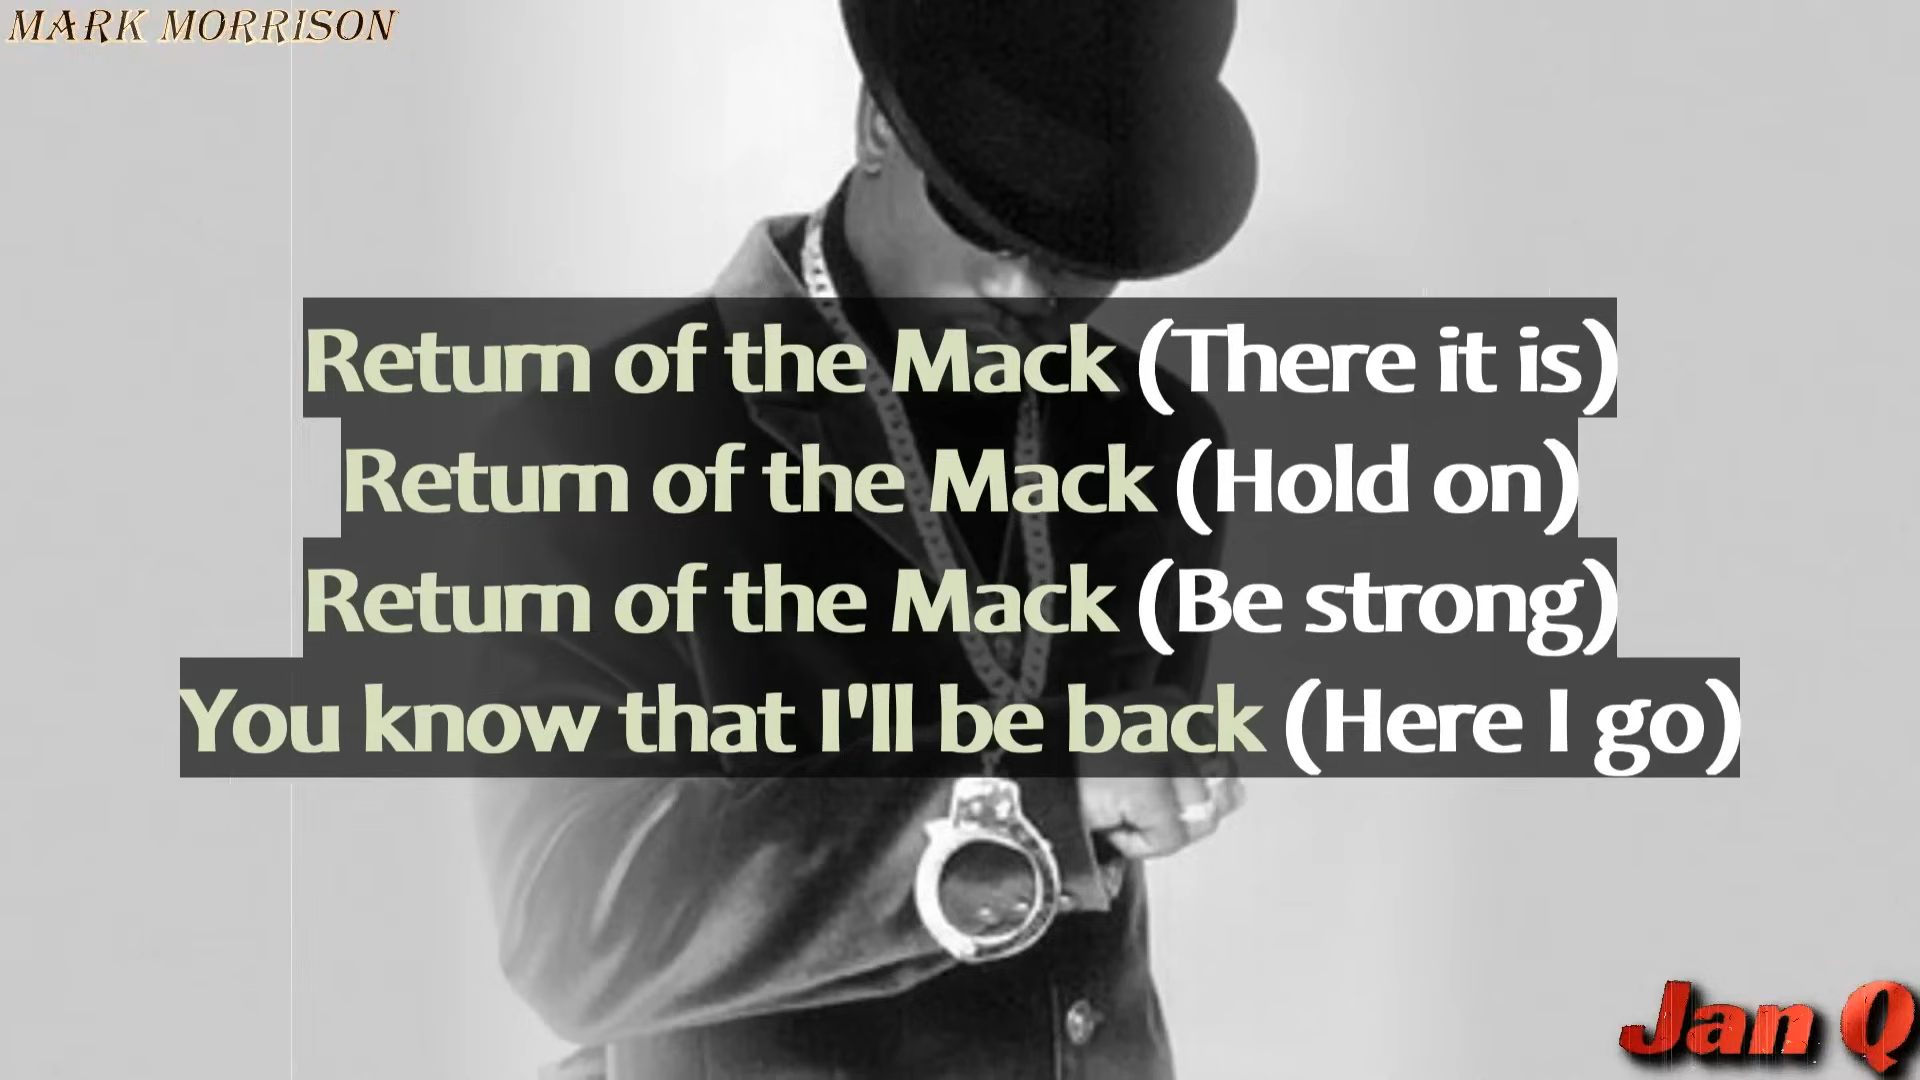 MARK MORRISON
Return of the Mack (There it is)
Return of the Mack (Hold on)
Return of the Mack (Be strong)
You know that I'll be back (Here I go)
Jan Q